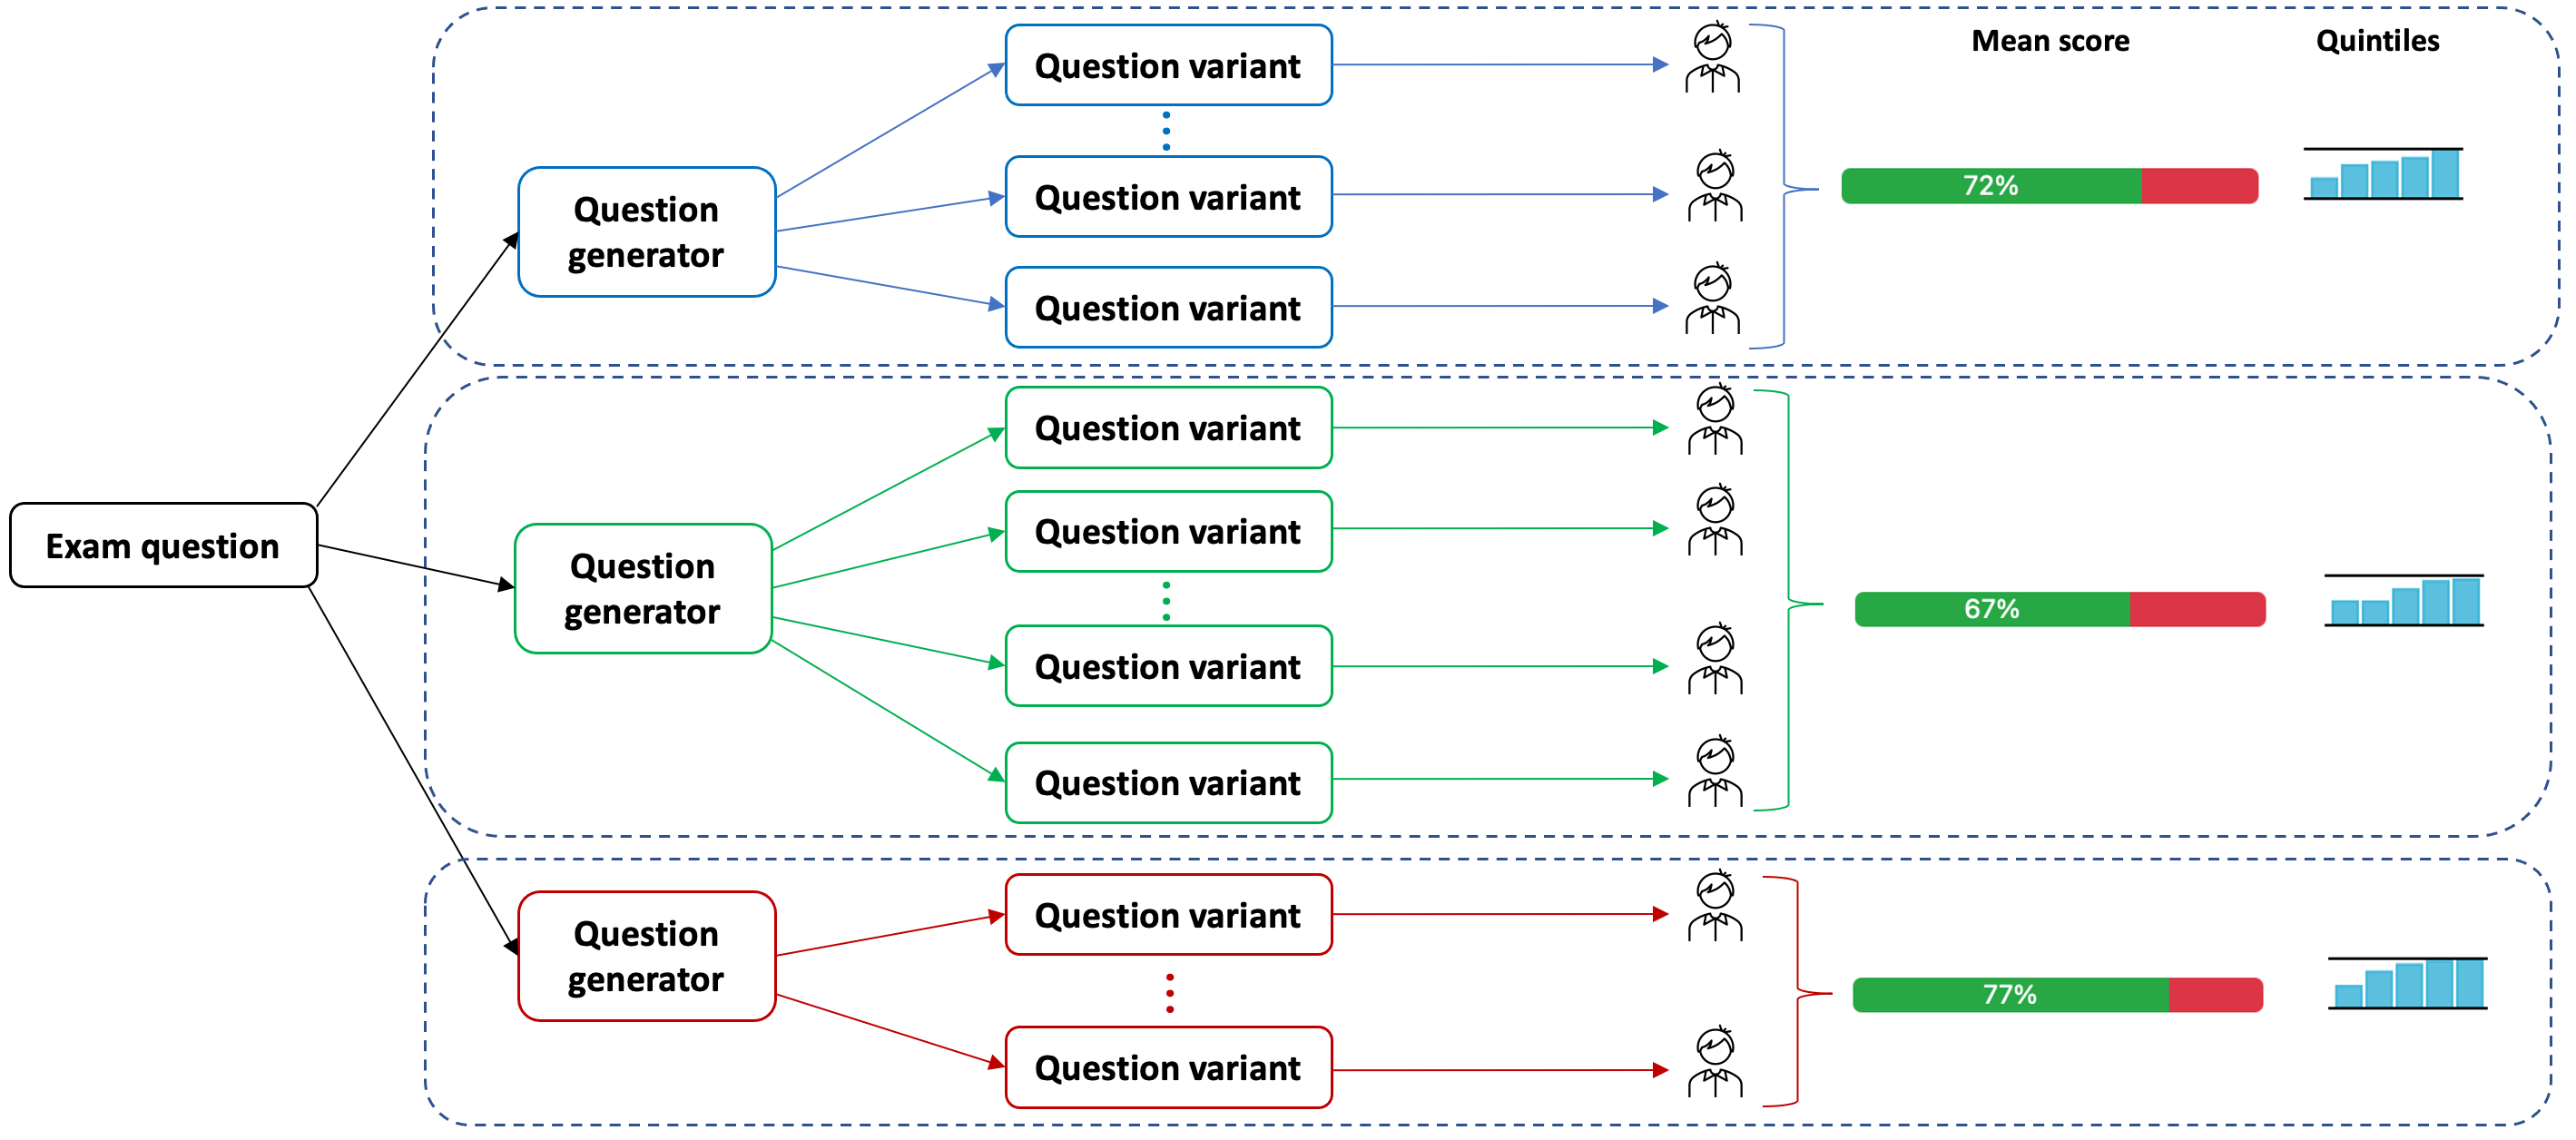 Mean score
Quintiles
Question variant
Question variant
Question
generator
72%
Question variant
Question variant
Question variant
Exam question
Question
generator
67%
Question variant
Question variant
Question variant
Question
generator
77%
Question variant